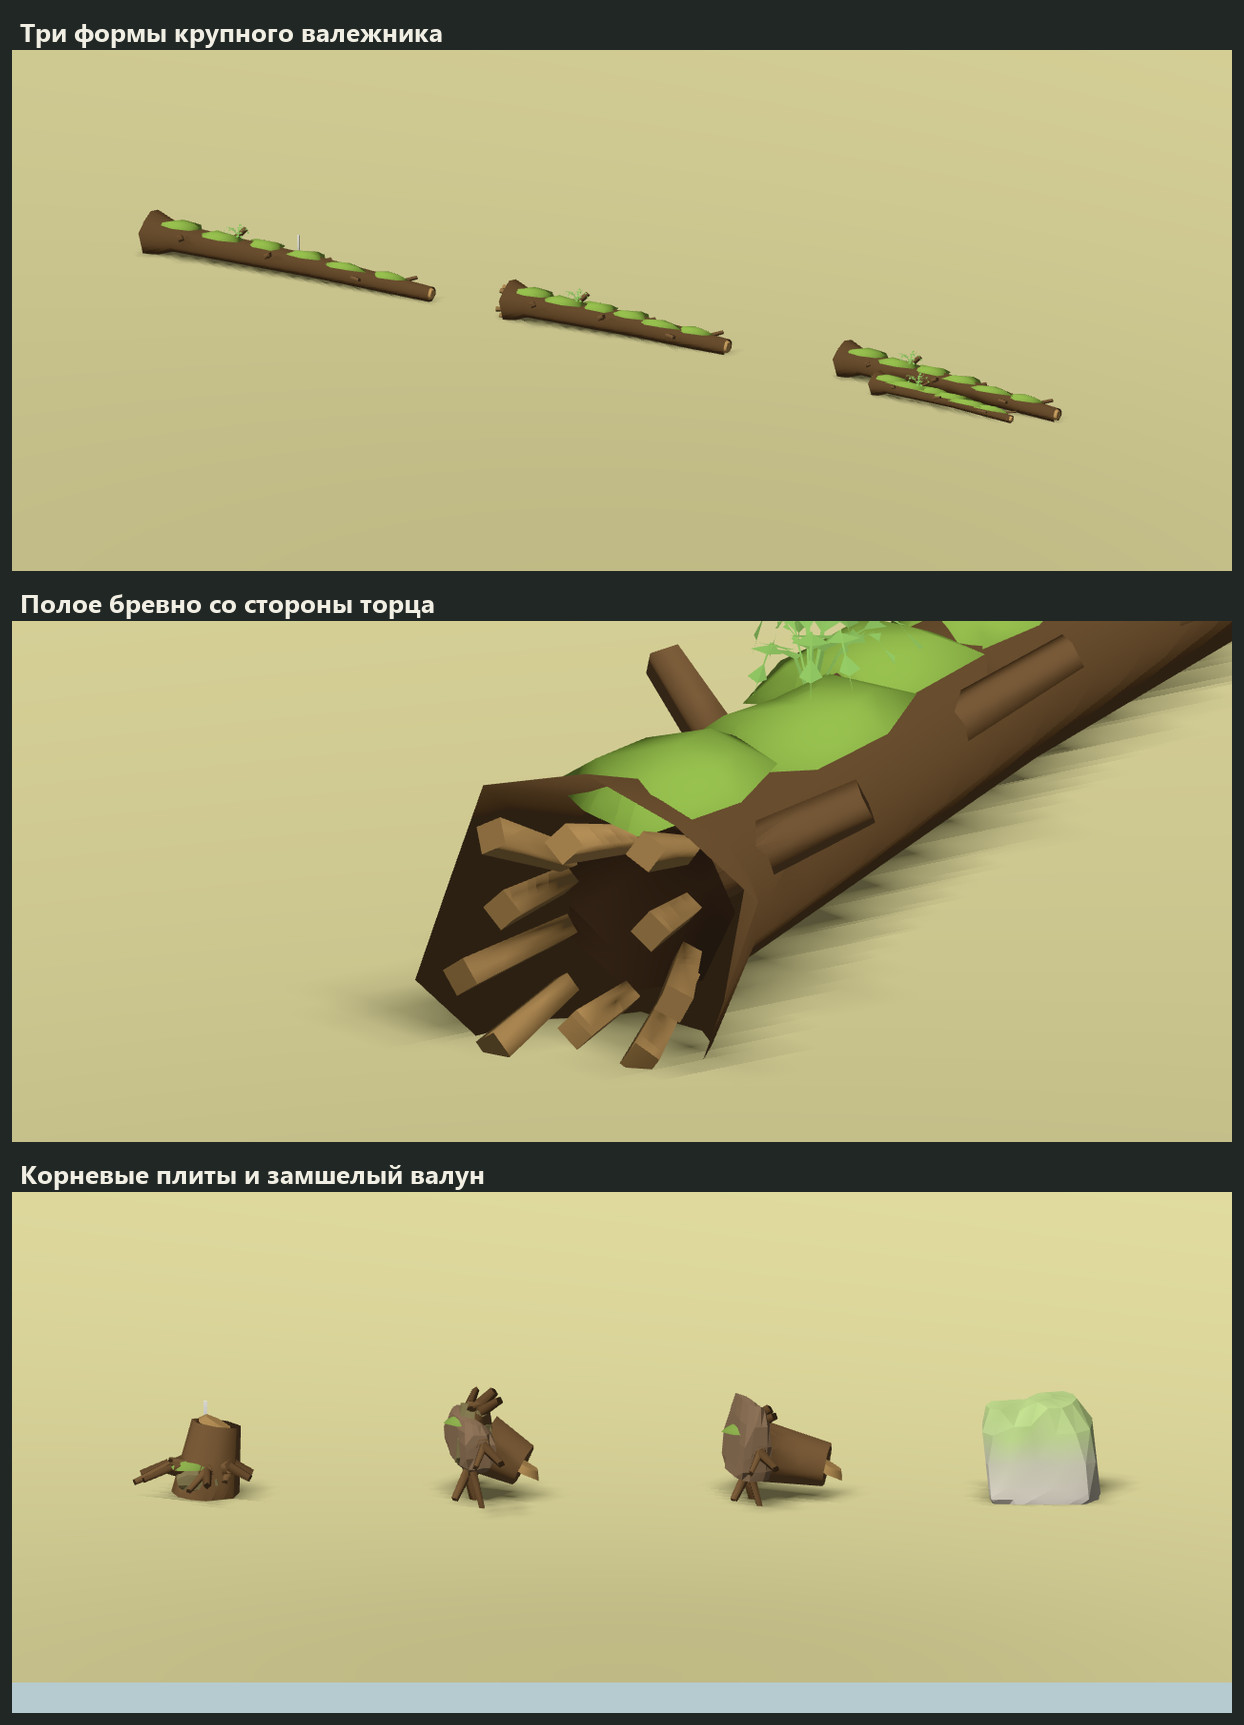 Три формы крупного валежника
Полое бревно со стороны торца
Корневые плиты и замшелый валун